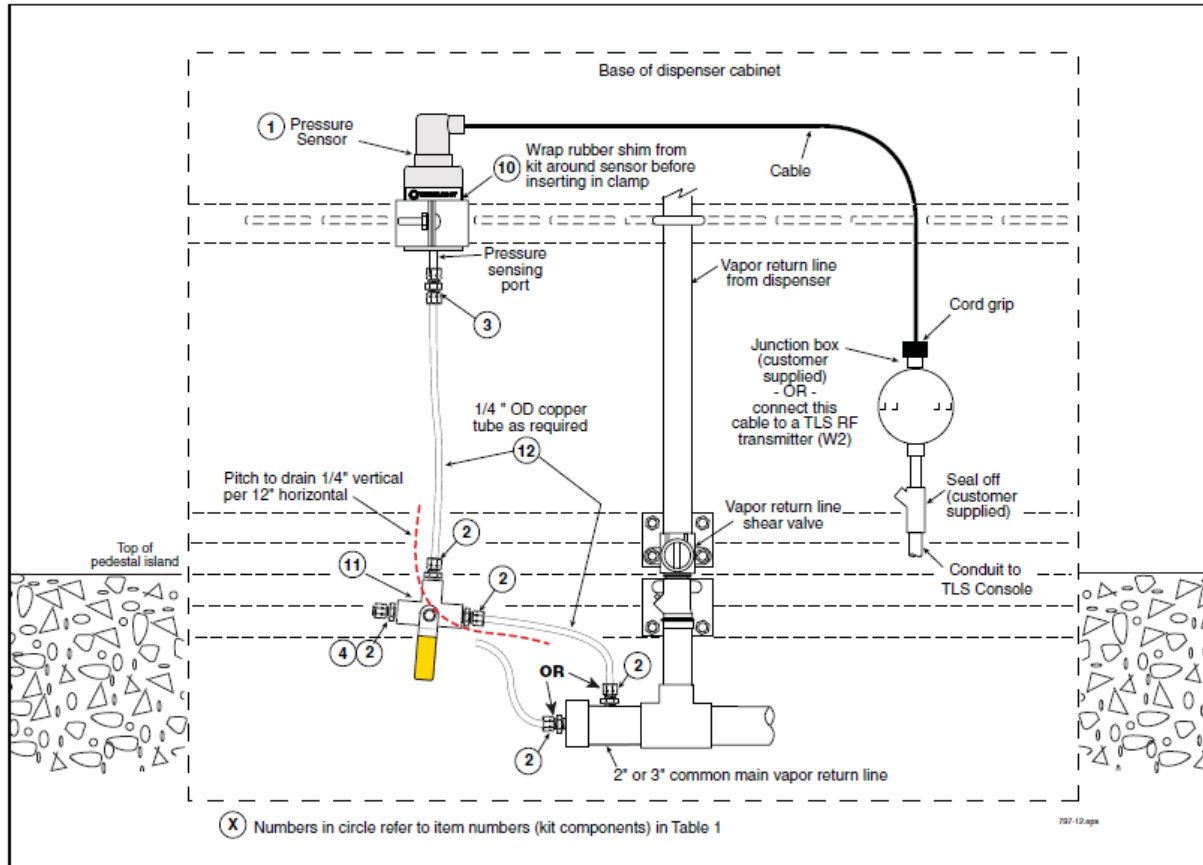 Base of dispenser cabinet
1
Pressure
Sensor
10
Wrap rubber shim from
kit around sensor before
inserting in clamp
Cable
Pressure
sensing
port
3
Vapor return line
from dispenser
Cord grip
Junction box
(customer
supplied)
- OR -
connect this
cable to a TLS RF
transmitter (W2)
1/4 " OD copper
tube as required
12
Pitch to drain 1/4" vertical
per 12" horizontal
Seal off
(customer
supplied)
Vapor return line
shear valve
Top of
pedestal island
2
11
2
Conduit to
TLS Console
4
2
OR
2
2
2" or 3" common main vapor return line
X
Numbers in circle refer to item numbers (kit components) in Table 1
797-12.eps